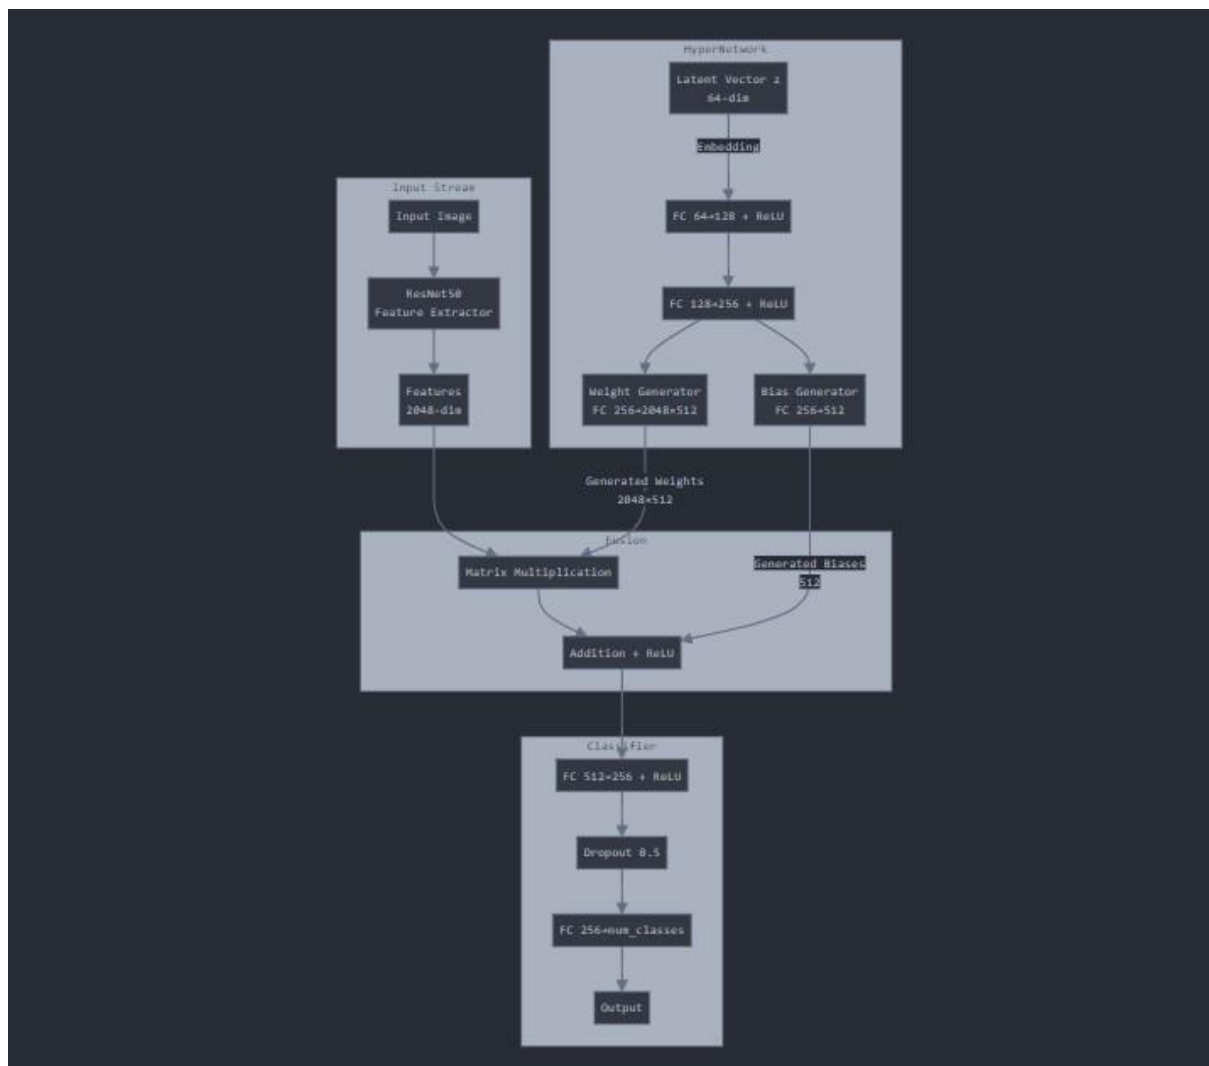 HyperNetwork
Latent Vector z
64-dim
Embedding
FC 64→128 + ReLU
FC 128→256 + ReLU
Weight Generator
FC 256→2048×512
Bias Generator
FC 256→512
Input Stream
Input Image
ResNet50
Feature Extractor
Features
2048-dim
Generated Weights
2048×512
Fusion
Matrix Multiplication
Generated Biases
512
Addition + ReLU
Classifier
FC 512→256 + ReLU
Dropout 0.5
FC 256→num_classes
Output